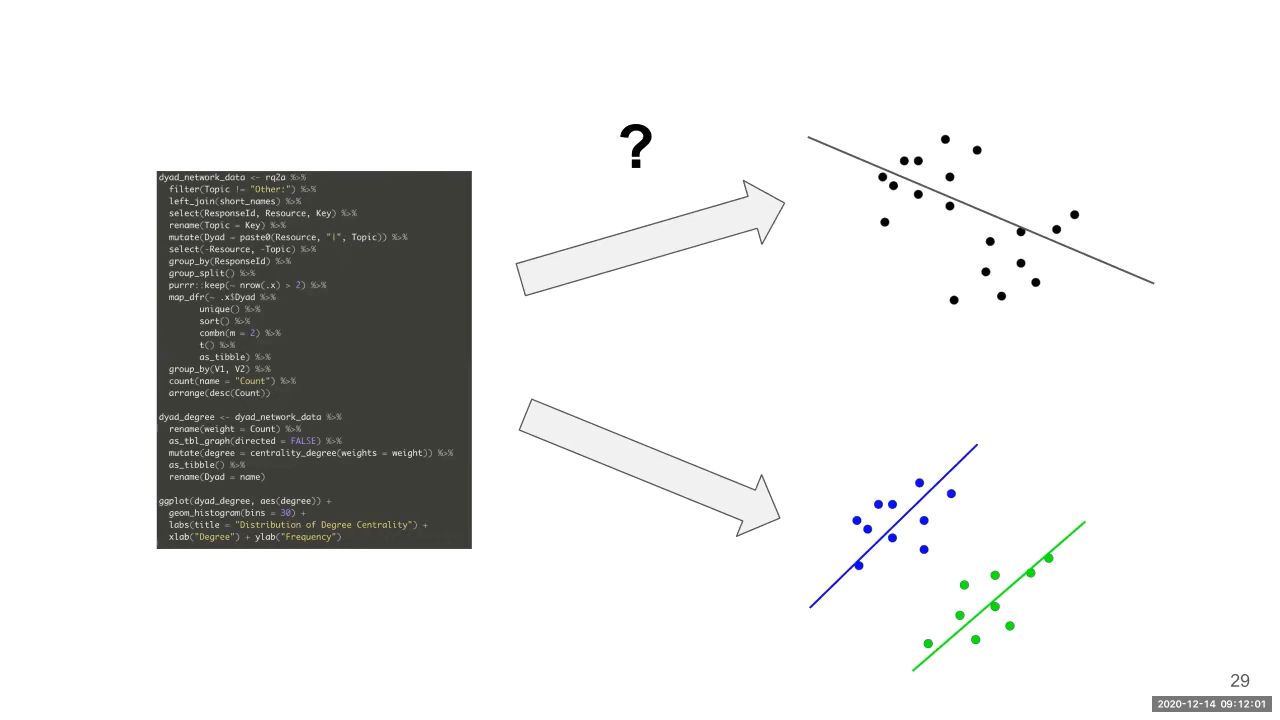 dyad_network_data <- rq2a %>%
  filter(Topic != "Other:") %>%
  left_join(short_names) %>%
  select(ResponseId, Resource, Key) %>%
  rename(Topic = Key) %>%
  mutate(Dyad = paste0(Resource, "|", Topic)) %>%
  select(-Resource, -Topic) %>%
  group_by(ResponseId) %>%
  group_split() %>%
  purrr::keep(~ nrow(.x) > 2) %>%
  map_dfr(~ .x$Dyad %>%
        unique() %>%
        sort() %>%
        combn(m = 2) %>%
        t() %>%
        as_tibble) %>%
  group_by(V1, V2) %>%
  count(name = "Count") %>%
  arrange(desc(Count))

dyad_degree <- dyad_network_data %>%
  rename(weight = Count) %>%
  as_tbl_graph(directed = FALSE) %>%
  mutate(degree = centrality_degree(weights = weight)) %>%
  as_tibble() %>%
  rename(Dyad = name)

ggplot(dyad_degree, aes(degree)) +
  geom_histogram(bins = 30) +
  labs(title = "Distribution of Degree Centrality") +
  xlab("Degree") + ylab("Frequency")
?
29
2020-12-14 09:12:01